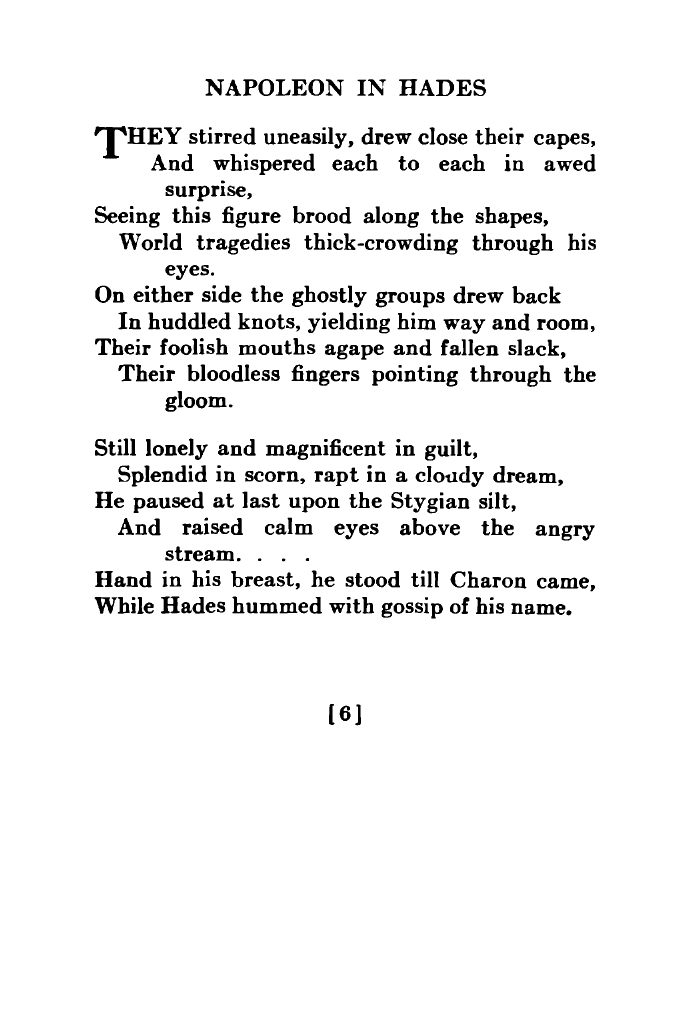 NAPOLEON IN HADES
THEY stirred uneasily, drew close their capes,
And whispered each to each in awed
surprise,
Seeing this figure brood along the shapes,
World tragedies thick-crowding through his
eyes.
On either side the ghostly groups drew back
In huddled knots, yielding him way and room,
Their foolish mouths agape and fallen slack,
Their bloodless fingers pointing through the
gloom.
Still lonely and magnificent in guilt,
Splendid in scorn, rapt in a cloudy dream,
He paused at last upon the Stygian silt,
And raised calm eyes above the angry
stream. . . .
Hand in his breast, he stood till Charon came,
While Hades hummed with gossip of his name.
[6]